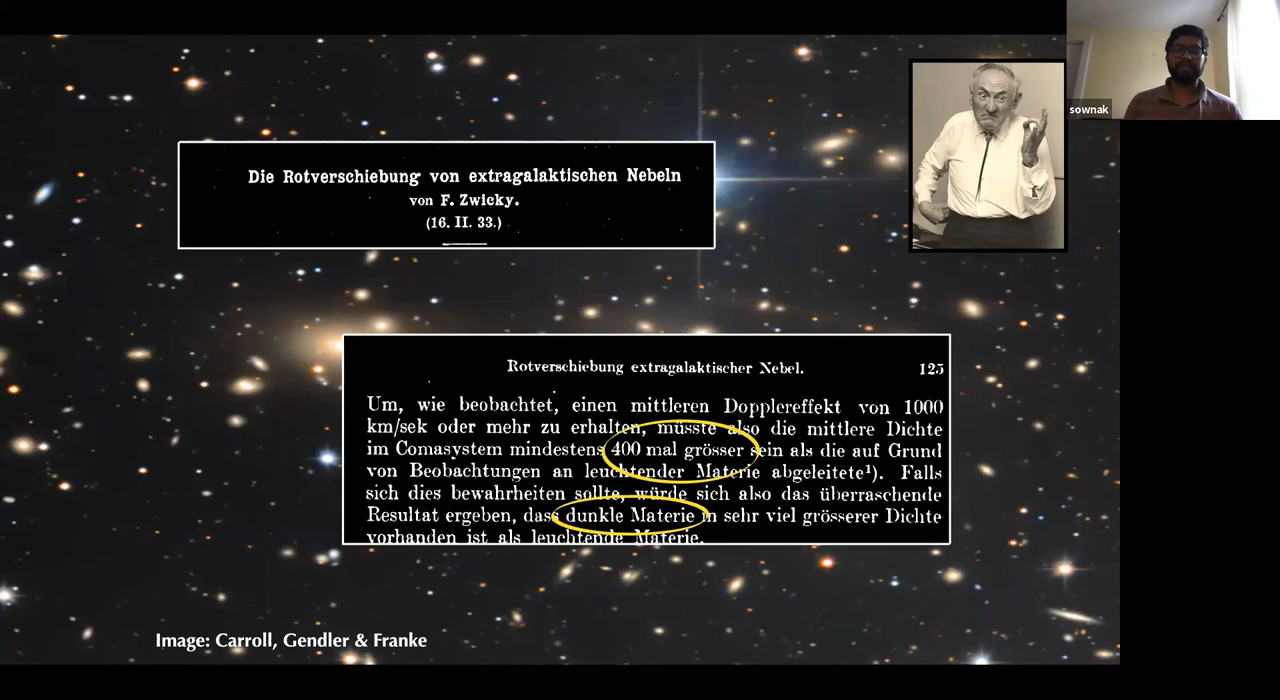 sownak
Die Rotverschiebung von extragalaktischen Nebeln
von F. Zwicky.
(16. II. 33.)
Rotverschiebung extragalaktischer Nebel. 125
Um, wie beobachtet, einen mittleren Dopplereffekt von 1000
km/sek oder mehr zu erhalten, müsste also die mittlere Dichte
im Comasystem mindestens 400 mal grösser sein als die auf Grund
von Beobachtungen an leuchtender Materie abgeleitete¹). Falls
sich dies bewahrheiten sollte, würde sich also das überraschende
Resultat ergeben, dass dunkle Materie in sehr viel grösserer Dichte
vorhanden ist als leuchtende Materie.
Image: Carroll, Gendler & Franke